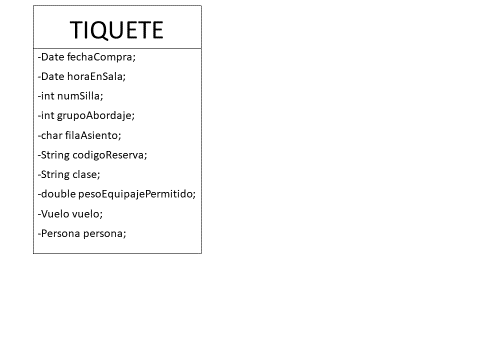 TIQUETE
-Date fechaCompra;
-Date horaEnSala;
-int numSilla;
-int grupoAbordaje;
-char filaAsiento;
-String codigoReserva;
-String clase;
-double pesoEquipajePermitido;
-Vuelo vuelo;
-Persona persona;